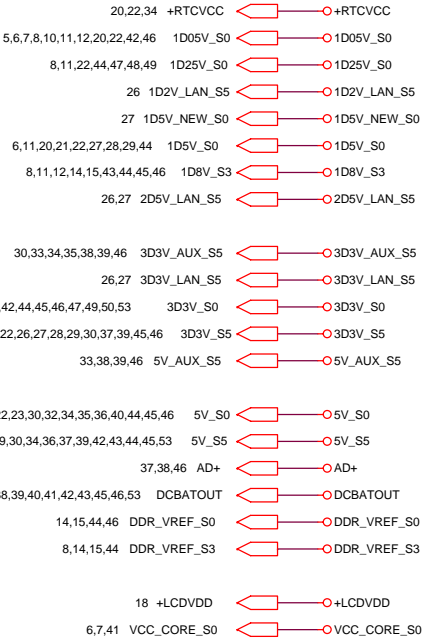 20,22,34 +RTCVCC +RTCVCC
5,6,7,8,10,11,12,20,22,42,46 1D05V_S0 1D05V_S0
8,11,22,44,47,48,49 1D25V_S0 1D25V_S0
26 1D2V_LAN_S5 1D2V_LAN_S5
27 1D5V_NEW_S0 1D5V_NEW_S0
6,11,20,21,22,27,28,29,44 1D5V_S0 1D5V_S0
8,11,12,14,15,43,44,45,46 1D8V_S3 1D8V_S3
26,27 2D5V_LAN_S5 2D5V_LAN_S5
30,33,34,35,38,39,46 3D3V_AUX_S5 3D3V_AUX_S5
26,27 3D3V_LAN_S5 3D3V_LAN_S5
,42,44,45,46,47,49,50,53 3D3V_S0 3D3V_S0
22,26,27,28,29,30,37,39,45,46 3D3V_S5 3D3V_S5
33,38,39,46 5V_AUX_S5 5V_AUX_S5
2,23,30,32,34,35,36,40,44,45,46 5V_S0 5V_S0
9,30,34,36,37,39,42,43,44,45,53 5V_S5 5V_S5
37,38,46 AD+ AD+
38,39,40,41,42,43,45,46,53 DCBATOUT DCBATOUT
14,15,44,46 DDR_VREF_S0 DDR_VREF_S0
8,14,15,44 DDR_VREF_S3 DDR_VREF_S3
18 +LCDVDD +LCDVDD
6,7,41 VCC_CORE_S0 VCC_CORE_S0